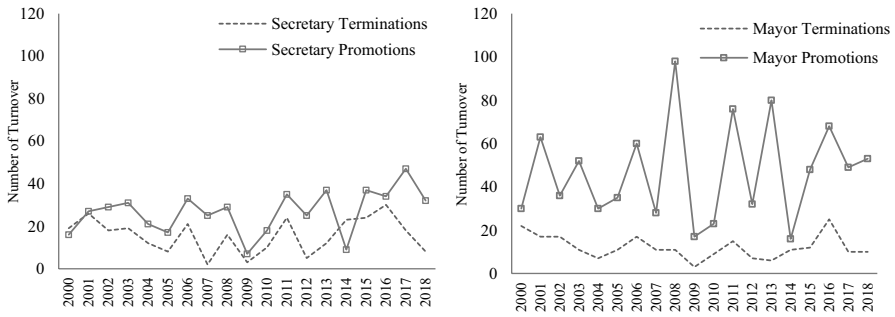 120
100
80
60
40
20
0
Number of Turnover
Secretary Terminations
Secretary Promotions
2000 2001 2002 2003 2004 2005 2006 2007 2008 2009 2010 2011 2012 2013 2014 2015 2016 2017 2018
120
100
80
60
40
20
0
Number of Turnover
Mayor Terminations
Mayor Promotions
2000 2001 2002 2003 2004 2005 2006 2007 2008 2009 2010 2011 2012 2013 2014 2015 2016 2017 2018